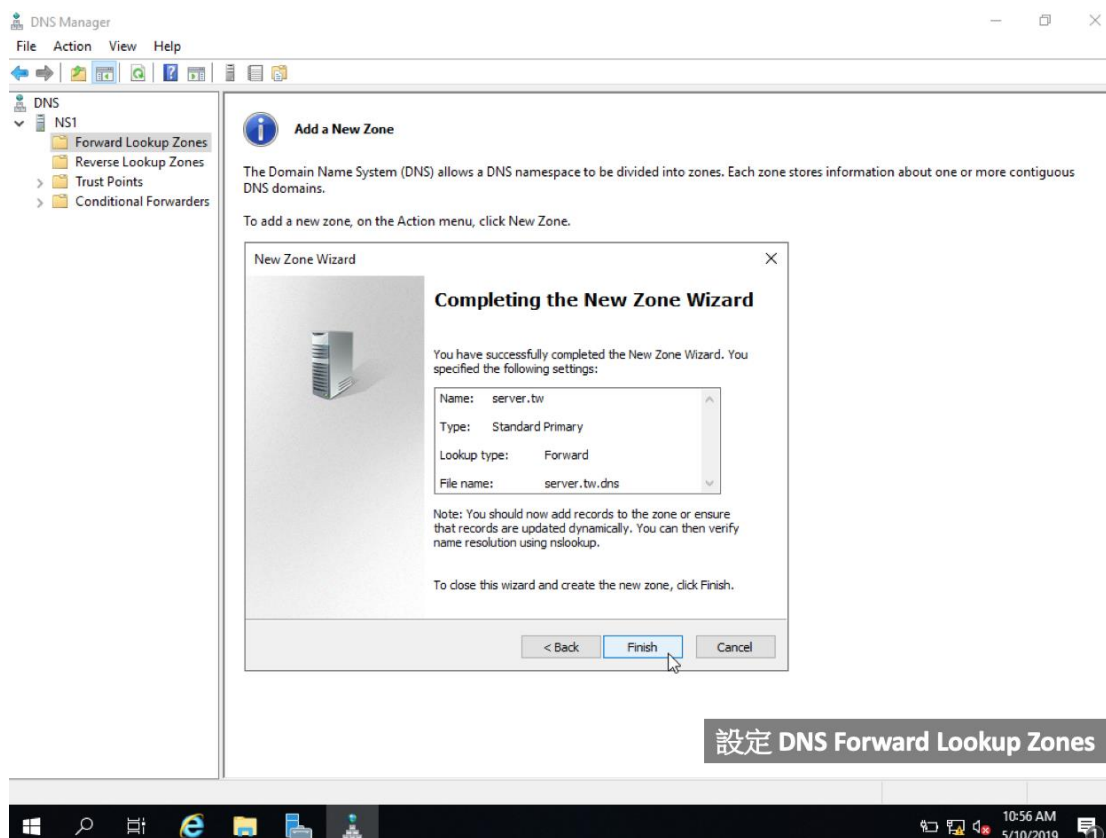 DNS Manager
File Action View Help
DNS
NS1
Forward Lookup Zones
Reverse Lookup Zones
Trust Points
Conditional Forwarders
Add a New Zone
The Domain Name System (DNS) allows a DNS namespace to be divided into zones. Each zone stores information about one or more contiguous
DNS domains.
To add a new zone, on the Action menu, click New Zone.
New Zone Wizard
Completing the New Zone Wizard
You have successfully completed the New Zone Wizard. You
specified the following settings:
Name: server.tw
Type: Standard Primary
Lookup type: Forward
File name: server.tw.dns
Note: You should now add records to the zone or ensure
that records are updated dynamically. You can then verify
name resolution using nslookup.
To close this wizard and create the new zone, click Finish.
< Back Finish Cancel
設定 DNS Forward Lookup Zones
10:56 AM
5/10/2019
1